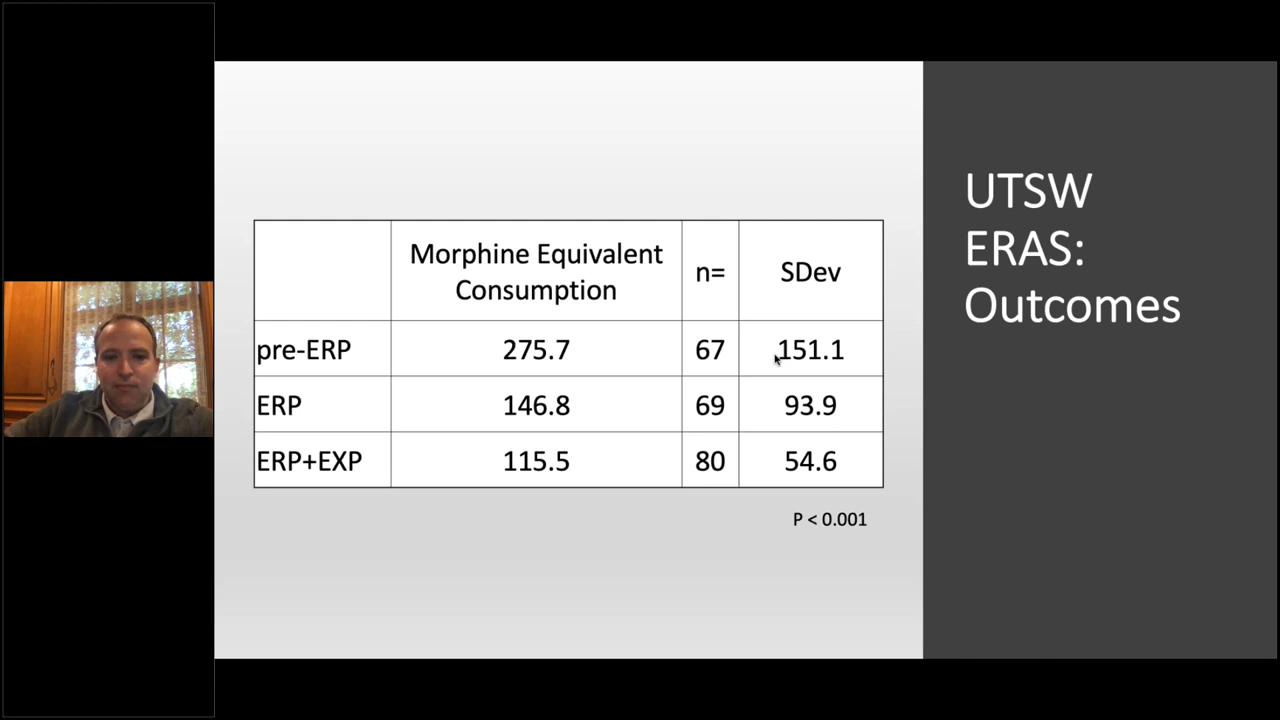 UTSW
ERAS:
Outcomes
Morphine Equivalent
Consumption
n=
SDev
pre-ERP 275.7 67 151.1
ERP 146.8 69 93.9
ERP+EXP 115.5 80 54.6
P < 0.001